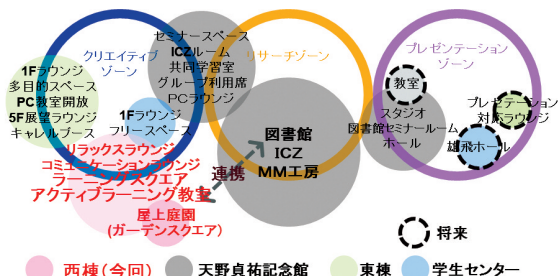 クリエイティブ
ゾーン
セミナースペース
ICZルーム
共同学習室
グループ利用席
PCラウンジ
リサーチゾーン
プレゼンテーション
ゾーン
1Fラウンジ
多目的スペース
PC教室開放
5F展望ラウンジ
キャレルブース
1Fラウンジ
フリースペース
教室
スタジオ
図書館セミナールーム
ホール
プレゼテーション
対応ラウンジ
雄飛ホール
図書館
ICZ
MM工房
リラックスラウンジ
コミュニケーションラウンジ
ラーニングスクエア
アクティブラーニング教室
連携
屋上庭園
(ガーデンスクエア)
将来
西棟(今回)
天野貞祐記念館
東棟
学生センター